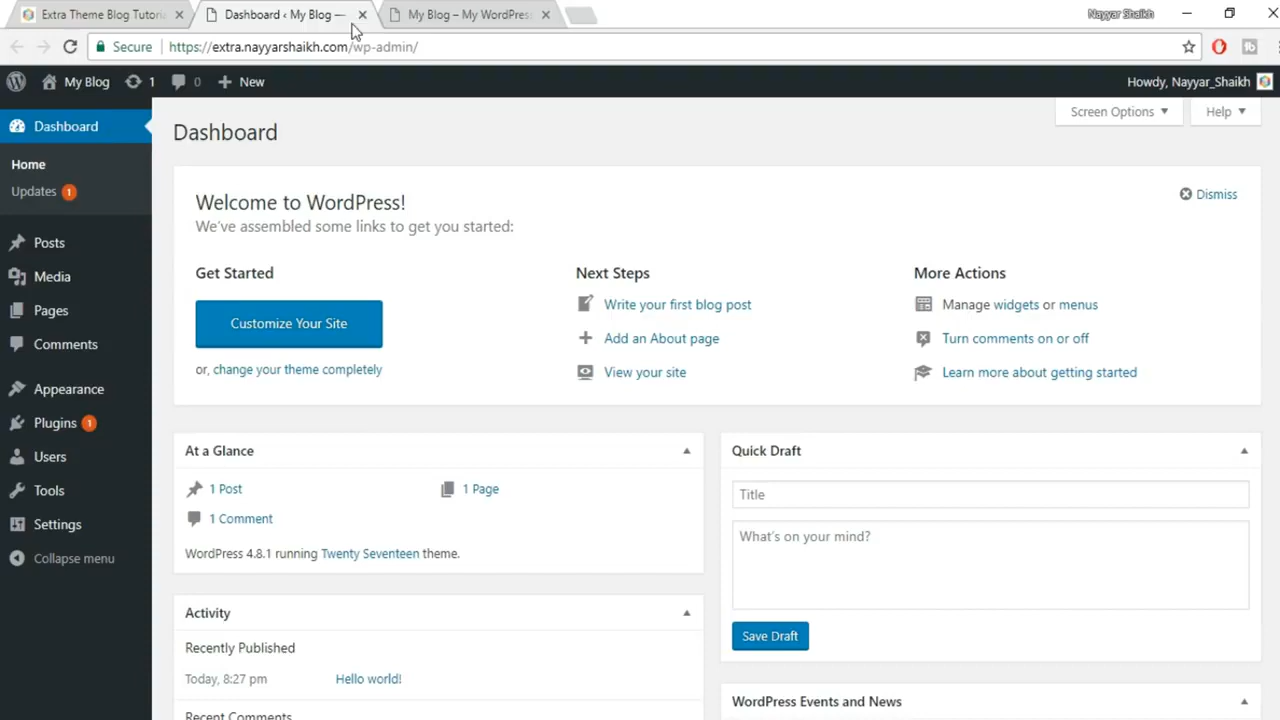 Extra Theme Blog Tutori
Dashboard ‹ My Blog —
My Blog – My WordPres
Nayyar Shaikh
Secure
https://extra.nayyarshaikh.com/wp-admin/
My Blog
1
0
New
Howdy, Nayyar_Shaikh
Dashboard
Home
Updates 1
Posts
Media
Pages
Comments
Appearance
Plugins 1
Users
Tools
Settings
Collapse menu
Dashboard
Screen Options
Help
Welcome to WordPress!
We've assembled some links to get you started:
Dismiss
Get Started
Customize Your Site
or, change your theme completely
Next Steps
Write your first blog post
Add an About page
View your site
More Actions
Manage widgets or menus
Turn comments on or off
Learn more about getting started
At a Glance
1 Post
1 Page
1 Comment
WordPress 4.8.1 running Twenty Seventeen theme.
Activity
Recently Published
Today, 8:27 pm
Hello world!
Recent Comments
Quick Draft
Title
What's on your mind?
Save Draft
WordPress Events and News